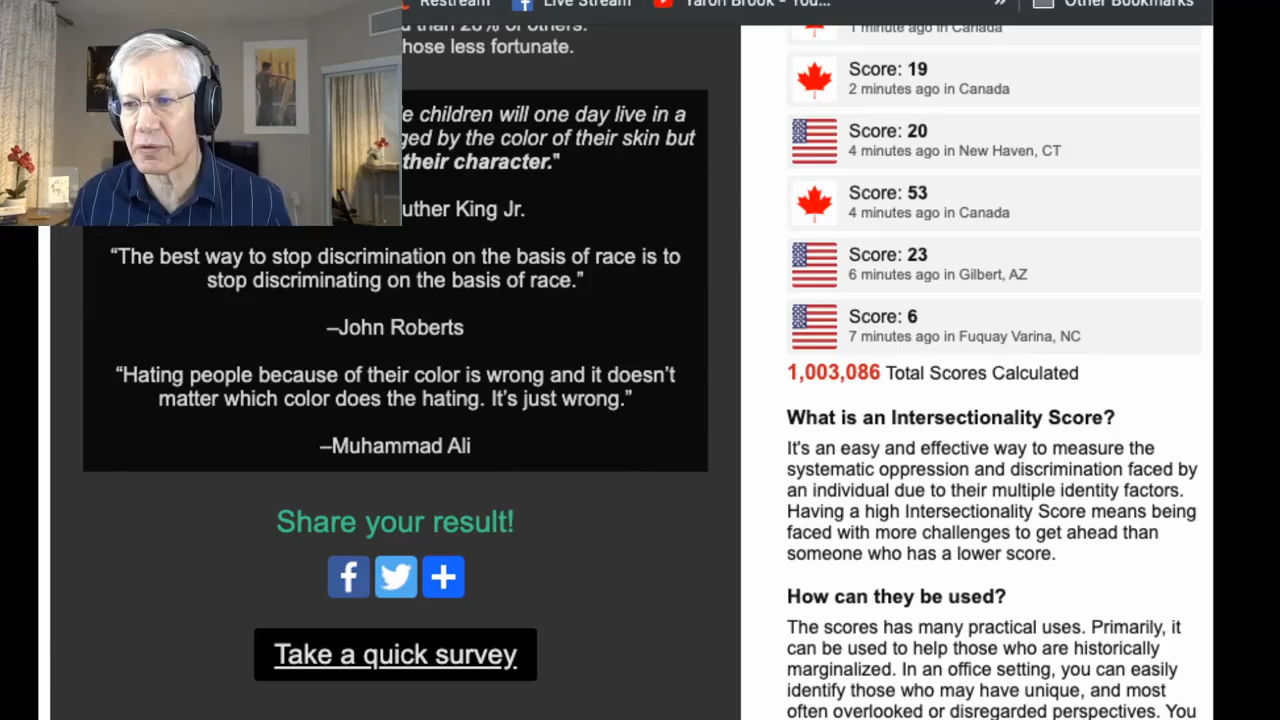 Restream
Live Stream
Yaron Brook - You...
»
Other Bookmarks
than 20% of others.
hose less fortunate.
e children will one day live in a
ged by the color of their skin but
their character."
uther King Jr.
“The best way to stop discrimination on the basis of race is to
stop discriminating on the basis of race.”
–John Roberts
“Hating people because of their color is wrong and it doesn’t
matter which color does the hating. It’s just wrong.”
–Muhammad Ali
Share your result!
Take a quick survey
1 minute ago in Canada
Score: 19
2 minutes ago in Canada
Score: 20
4 minutes ago in New Haven, CT
Score: 53
4 minutes ago in Canada
Score: 23
6 minutes ago in Gilbert, AZ
Score: 6
7 minutes ago in Fuquay Varina, NC
1,003,086 Total Scores Calculated
What is an Intersectionality Score?
It's an easy and effective way to measure the
systematic oppression and discrimination faced by
an individual due to their multiple identity factors.
Having a high Intersectionality Score means being
faced with more challenges to get ahead than
someone who has a lower score.
How can they be used?
The scores has many practical uses. Primarily, it
can be used to help those who are historically
marginalized. In an office setting, you can easily
identify those who may have unique, and most
often overlooked or disregarded perspectives. You